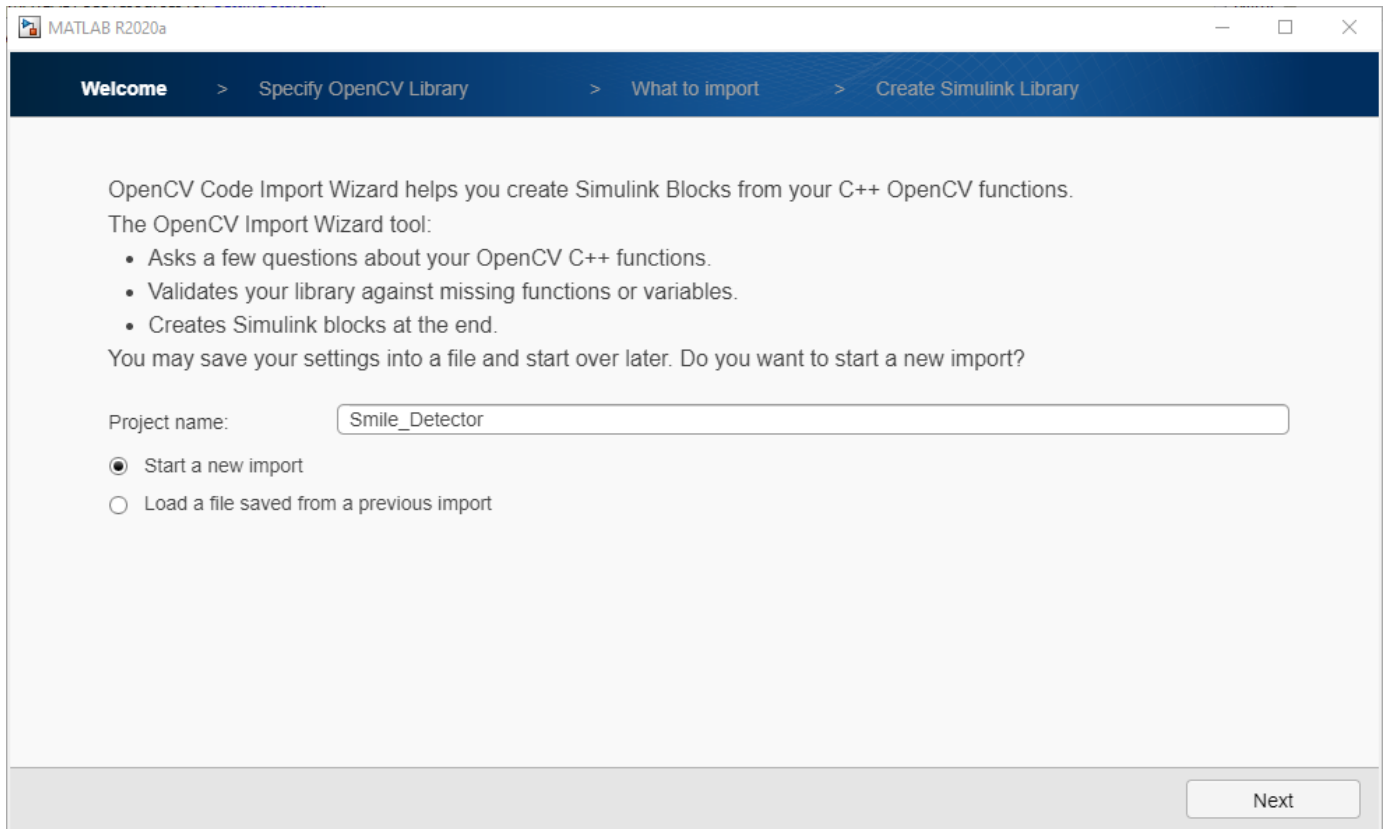 MATLAB R2020a
Welcome > Specify OpenCV Library > What to import > Create Simulink Library
OpenCV Code Import Wizard helps you create Simulink Blocks from your C++ OpenCV functions.
The OpenCV Import Wizard tool:
• Asks a few questions about your OpenCV C++ functions.
• Validates your library against missing functions or variables.
• Creates Simulink blocks at the end.
You may save your settings into a file and start over later. Do you want to start a new import?
Project name: Smile_Detector
Start a new import
Load a file saved from a previous import
Next